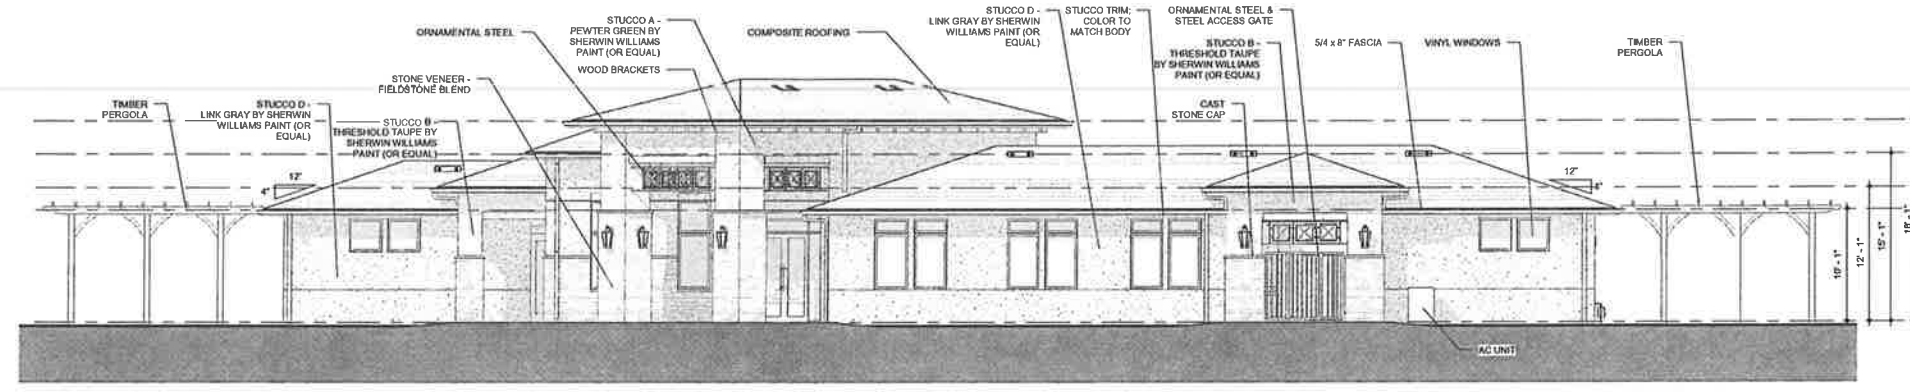 TIMBER
PERGOLA
STUCCO D -
LINK GRAY BY SHERWIN
WILLIAMS PAINT (OR
EQUAL)
STUCCO B -
THRESHOLD TAUPE BY
SHERWIN WILLIAMS
PAINT (OR EQUAL)
STONE VENEER -
FIELDSTONE BLEND
ORNAMENTAL STEEL
STUCCO A -
PEWTER GREEN BY
SHERWIN WILLIAMS
PAINT (OR EQUAL)
WOOD BRACKETS
COMPOSITE ROOFING
STUCCO D -
LINK GRAY BY SHERWIN
WILLIAMS PAINT (OR
EQUAL)
STUCCO TRIM;
COLOR TO
MATCH BODY
ORNAMENTAL STEEL &
STEEL ACCESS GATE
STUCCO B -
THRESHOLD TAUPE
BY SHERWIN WILLIAMS
PAINT (OR EQUAL)
CAST
STONE CAP
5/4 x 8" FASCIA
VINYL WINDOWS
TIMBER
PERGOLA
12"
4"
12"
4"
10' - 1"
12' - 1"
15' - 1"
18' - 1"
AC UNIT